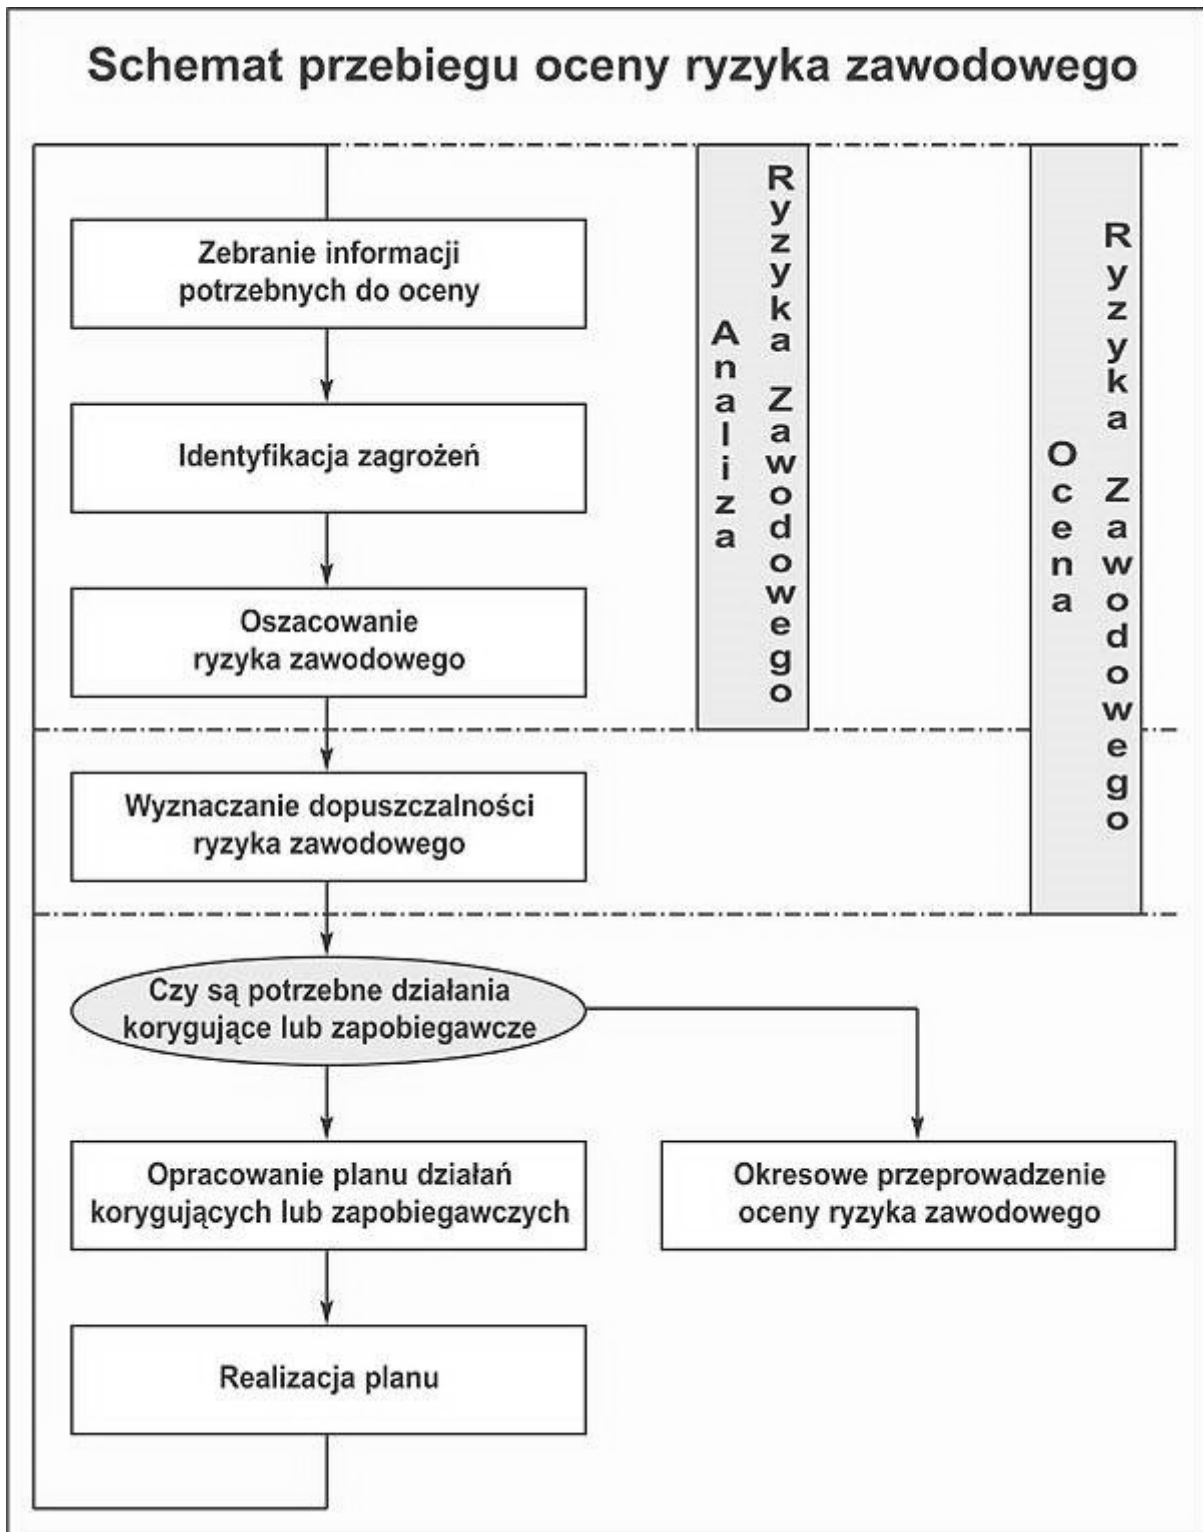 Schemat przebiegu oceny ryzyka zawodowego
Zebranie informacji
potrzebnych do oceny
Identyfikacja zagrożeń
Oszacowanie
ryzyka zawodowego
Analiza
Ryzyka Zawodowego
Ocena
Ryzyka Zawodowego
Wyznaczanie dopuszczalności
ryzyka zawodowego
Czy są potrzebne działania
korygujące lub zapobiegawcze
Opracowanie planu działań
korygujących lub zapobiegawczych
Okresowe przeprowadzenie
oceny ryzyka zawodowego
Realizacja planu